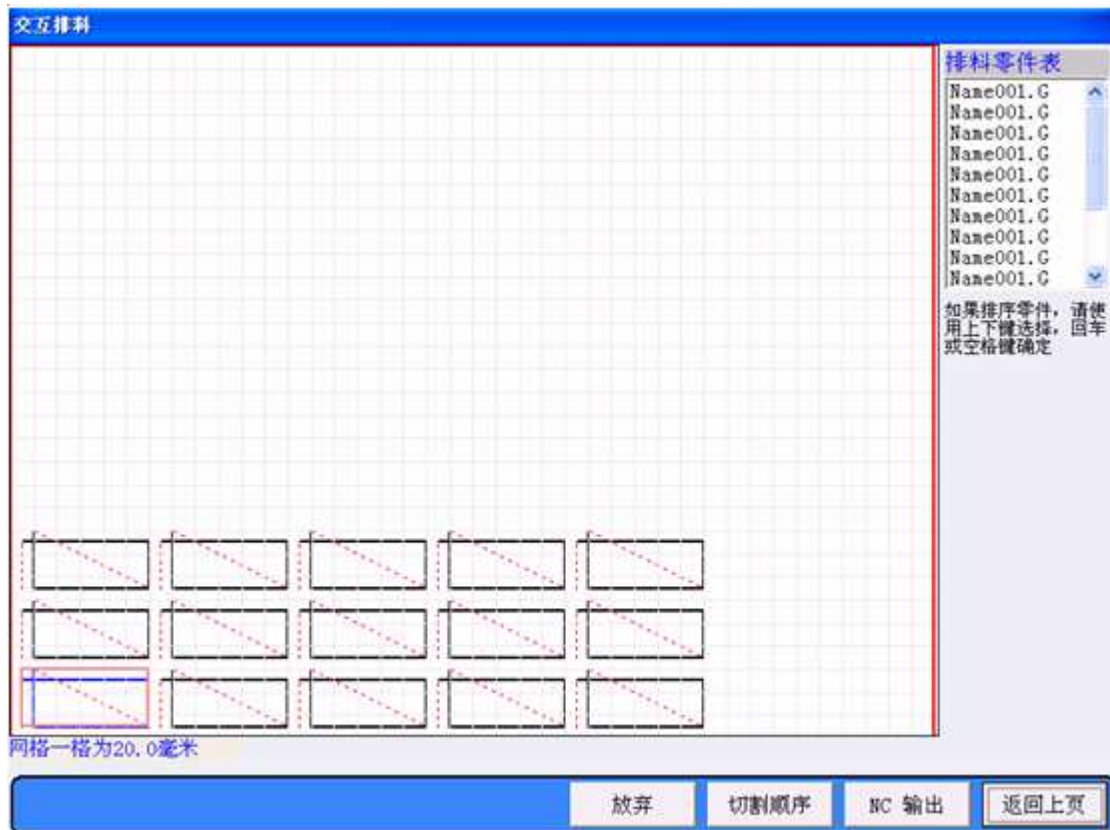 交互排料
排料零件表
Name001.G
Name001.G
Name001.G
Name001.G
Name001.G
Name001.G
Name001.G
Name001.G
Name001.G
Name001.G
如果排序零件，请使
用上下键选择，回车
或空格键确定
网格一格为20.0毫米
放弃
切割顺序
NC 输出
返回上页